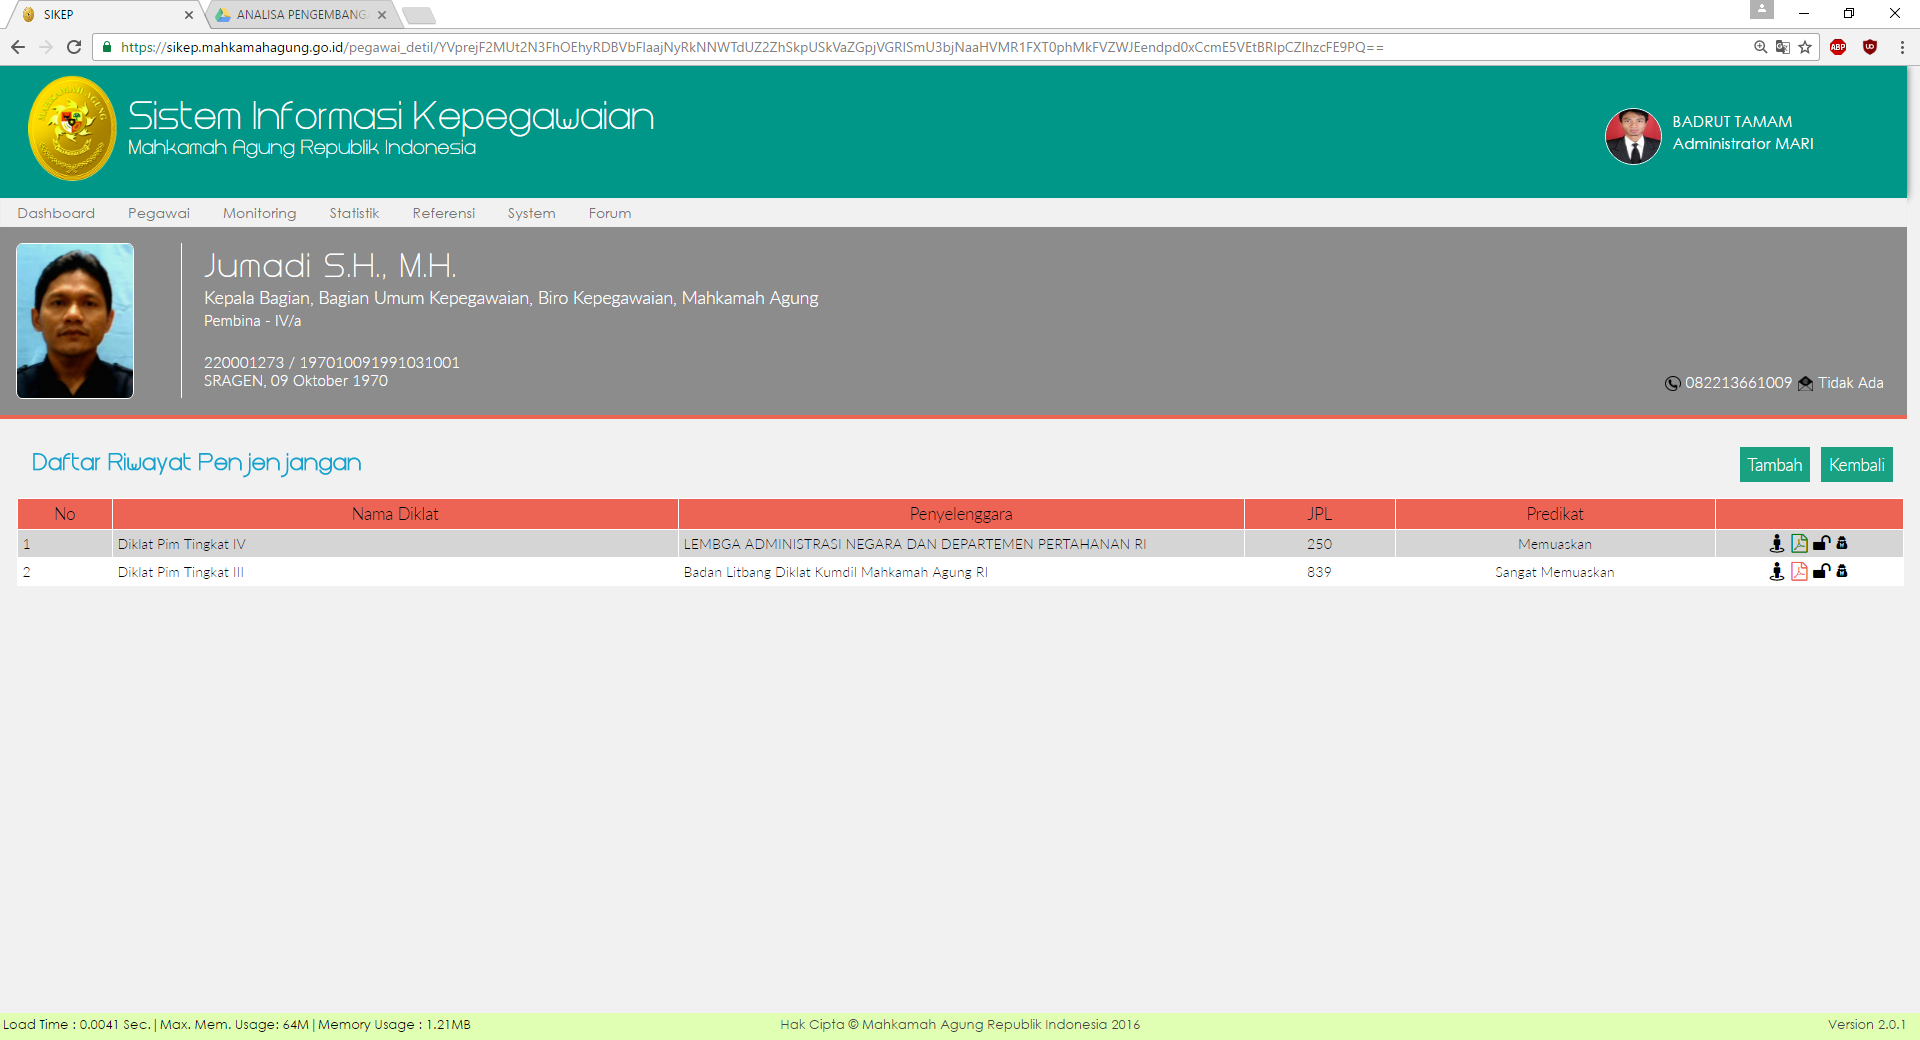 SIKEP
ANALISA PENGEMBANG
https://sikep.mahkamahagung.go.id/pegawai_detil/
Sistem Informasi Kepegawaian
Mahkamah Agung Republik Indonesia
BADRUT TAMAM
Administrator MARI
Dashboard Pegawai Monitoring Statistik Referensi System Forum
Jumadi S.H., M.H.
Kepala Bagian, Bagian Umum Kepegawaian, Biro Kepegawaian, Mahkamah Agung
Pembina - IV/a
220001273 / 197010091991031001
SRAGEN, 09 Oktober 1970
082213661009 Tidak Ada
Daftar Riwayat Penjenjangan
Tambah Kembali
No Nama Diklat Penyelenggara JPL Predikat
1 Diklat Pim Tingkat IV LEMBGA ADMINISTRASI NEGARA DAN DEPARTEMEN PERTAHANAN RI 250 Memuaskan
2 Diklat Pim Tingkat III Badan Litbang Diklat Kumdil Mahkamah Agung RI 839 Sangat Memuaskan
Load Time : 0.0041 Sec. | Max. Mem. Usage: 64M | Memory Usage : 1.21MB
Hak Cipta © Mahkamah Agung Republik Indonesia 2016
Version 2.0.1